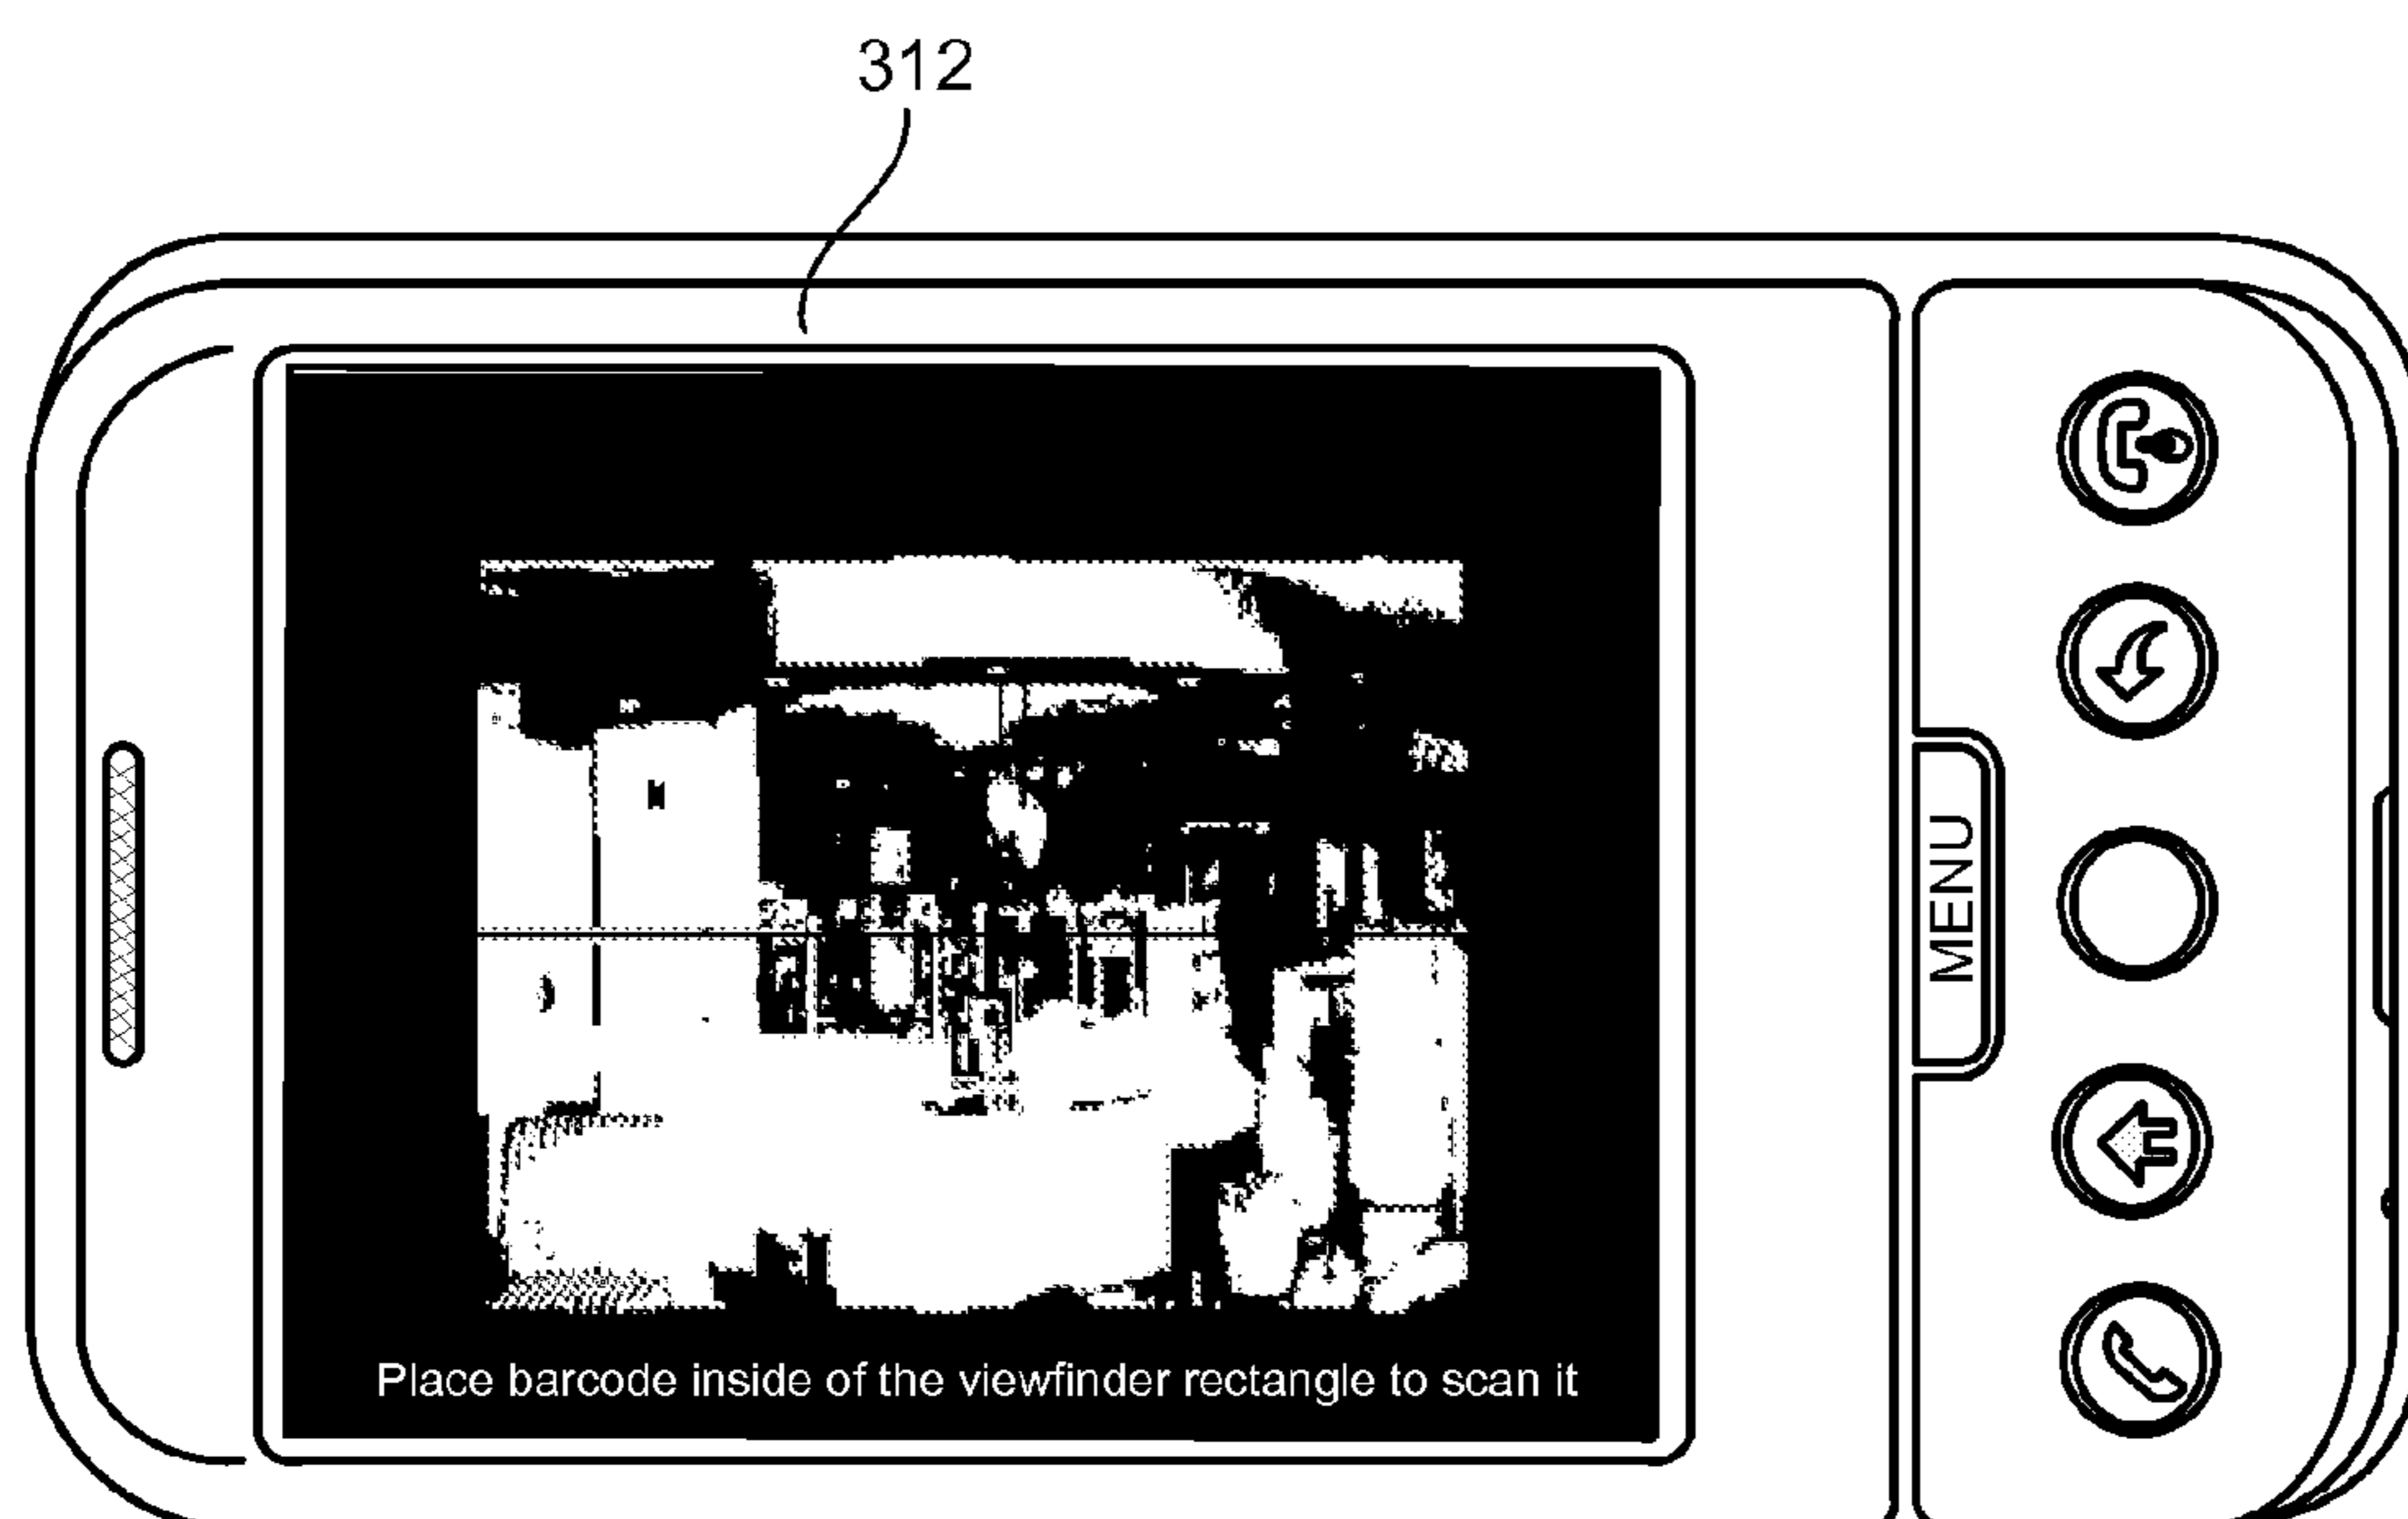 312
MENU
Place barcode inside of the viewfinder rectangle to scan it